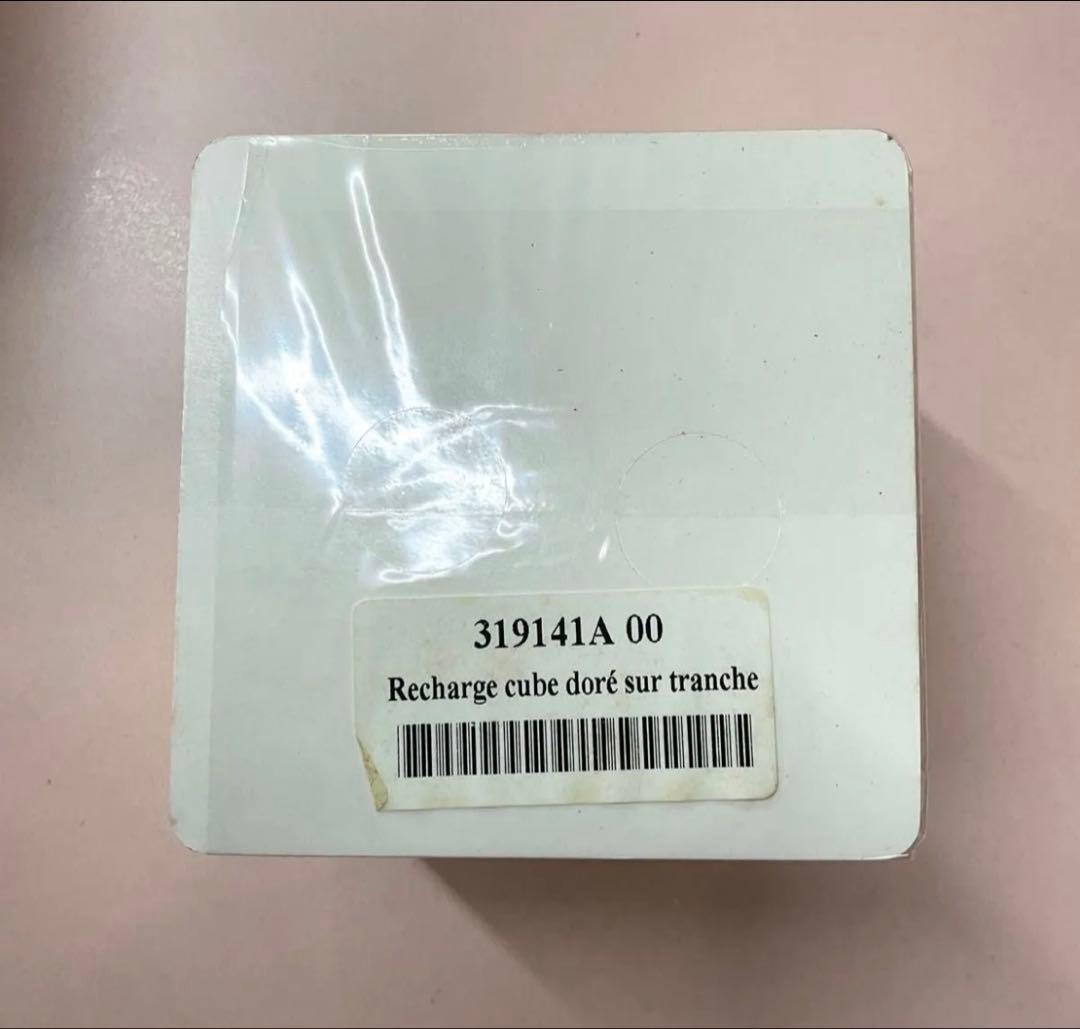 319141A 00
Recharge cube doré sur tranche